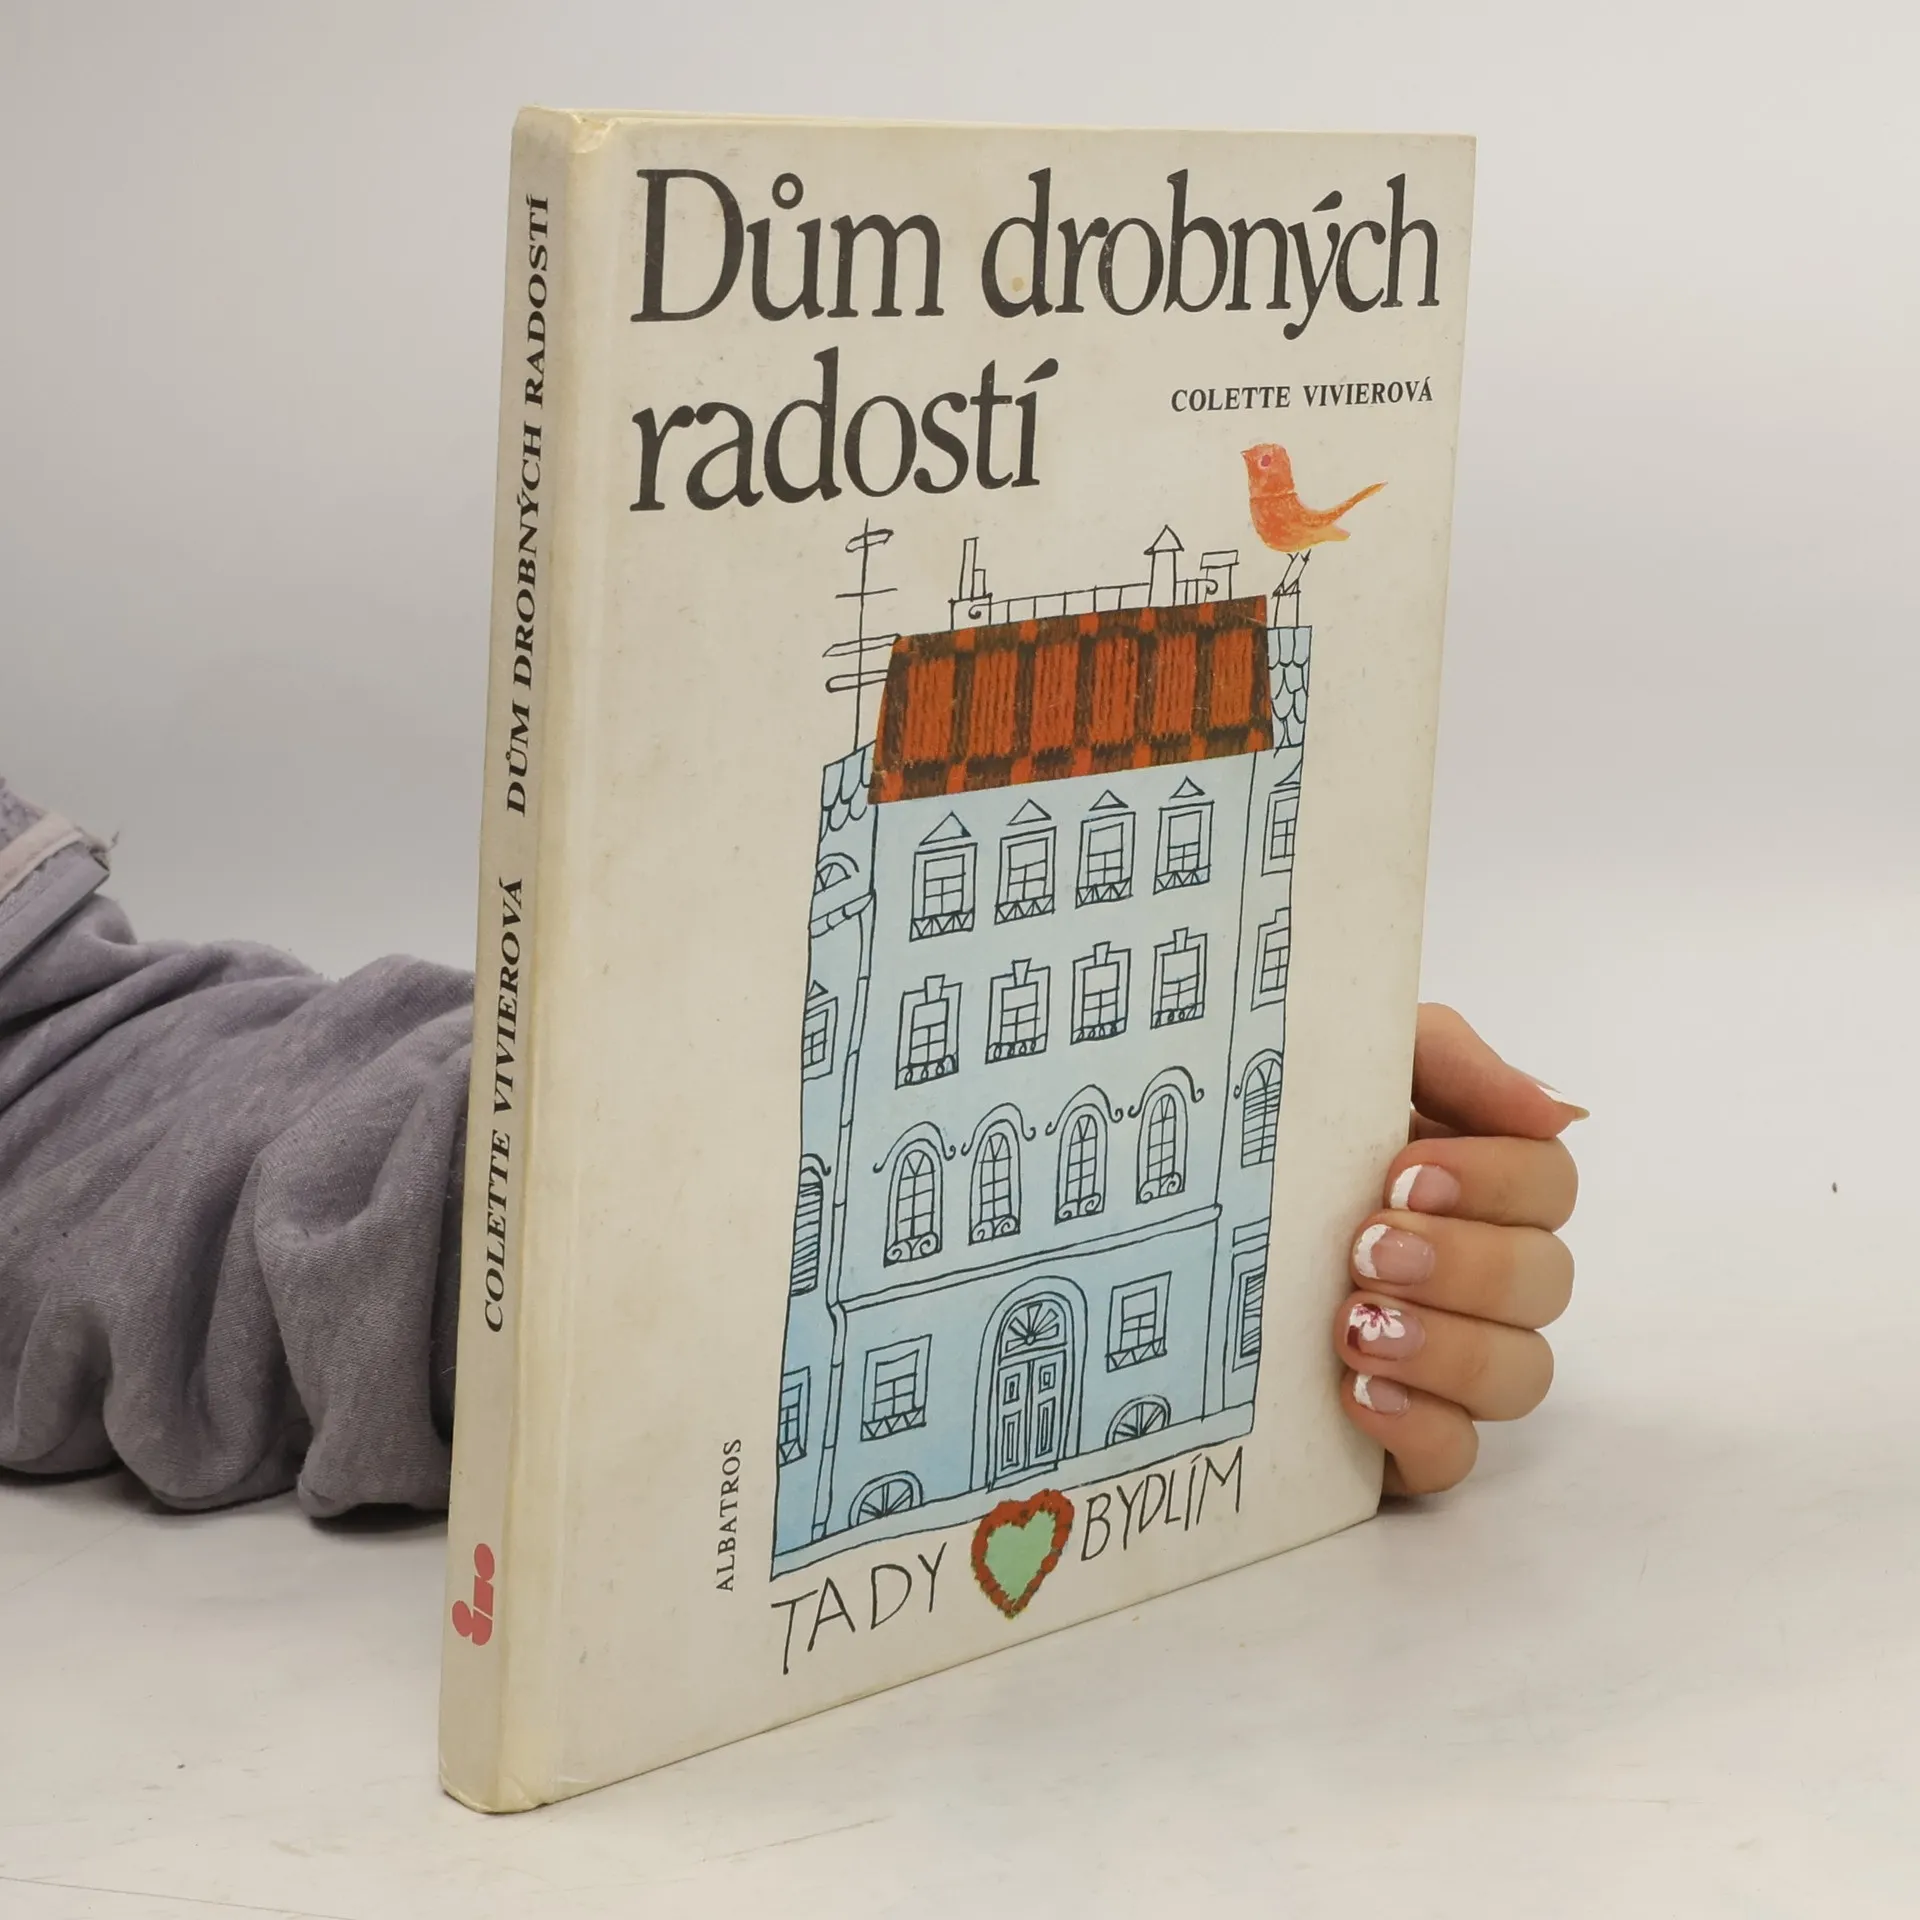 Dům drobných
radostí
COLETTE VIVIEROVÁ
ALBATROS
TADY BYDLÍM
COLETTE VIVIEROVÁ DŮM DROBNÝCH RADOSTÍ